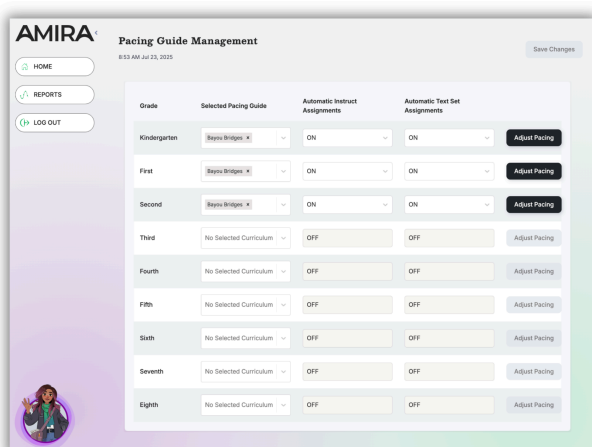 AMIRA
HOME
REPORTS
LOG OUT
Pacing Guide Management
8:53 AM Jul 23, 2025
Save Changes
Grade Selected Pacing Guide Automatic Instruct Assignments Automatic Text Set Assignments
Kindergarten Bayou Bridges × ON ON Adjust Pacing
First Bayou Bridges × ON ON Adjust Pacing
Second Bayou Bridges × ON ON Adjust Pacing
Third No Selected Curriculum OFF OFF Adjust Pacing
Fourth No Selected Curriculum OFF OFF Adjust Pacing
Fifth No Selected Curriculum OFF OFF Adjust Pacing
Sixth No Selected Curriculum OFF OFF Adjust Pacing
Seventh No Selected Curriculum OFF OFF Adjust Pacing
Eighth No Selected Curriculum OFF OFF Adjust Pacing